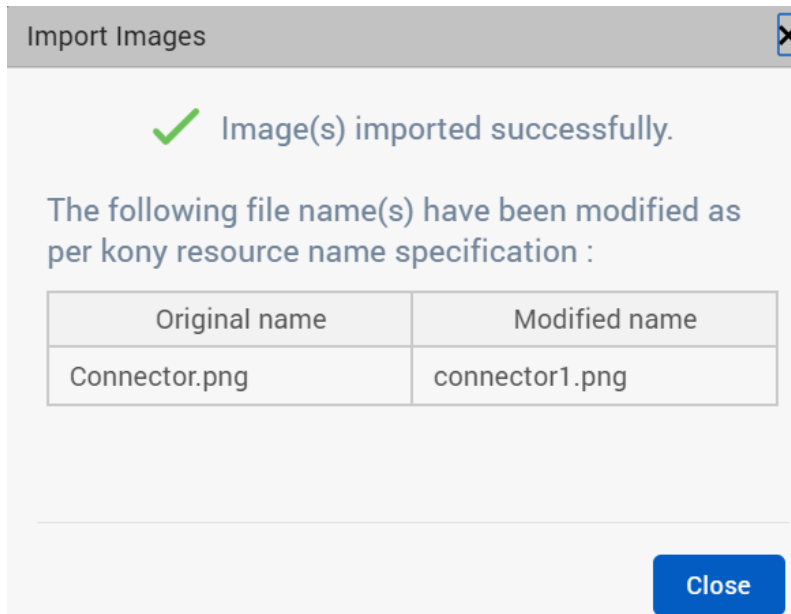 Import Images
Image(s) imported successfully.
The following file name(s) have been modified as
per kony resource name specification :
Original name Modified name
Connector.png connector1.png
Close